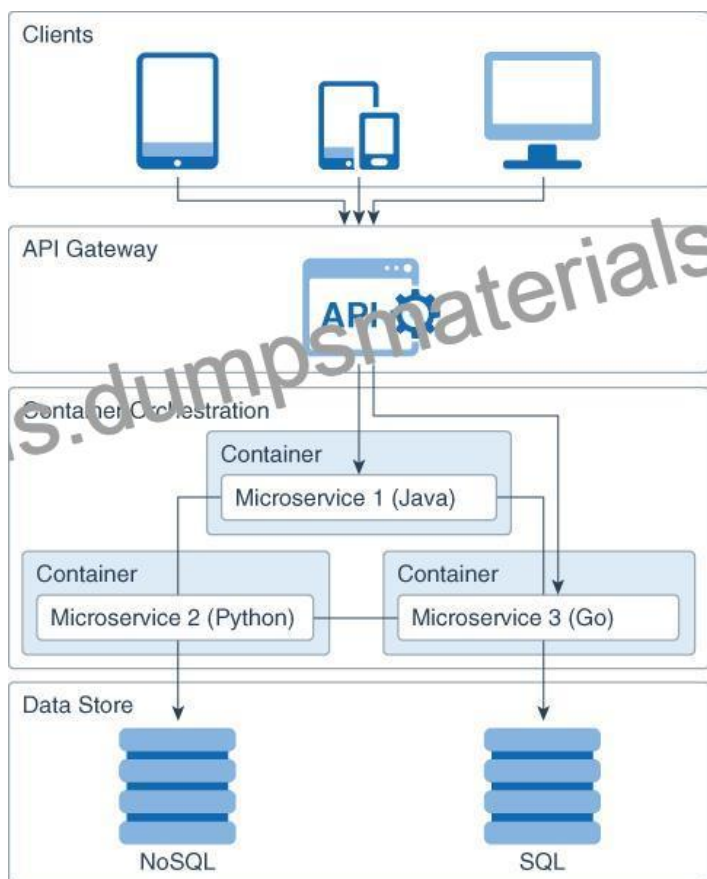 Clients
API Gateway
API
s.dumpsmaterials
Container Orchestration
Container
Microservice 1 (Java)
Container
Container
Microservice 2 (Python)
Microservice 3 (Go)
Data Store
NoSQL
SQL